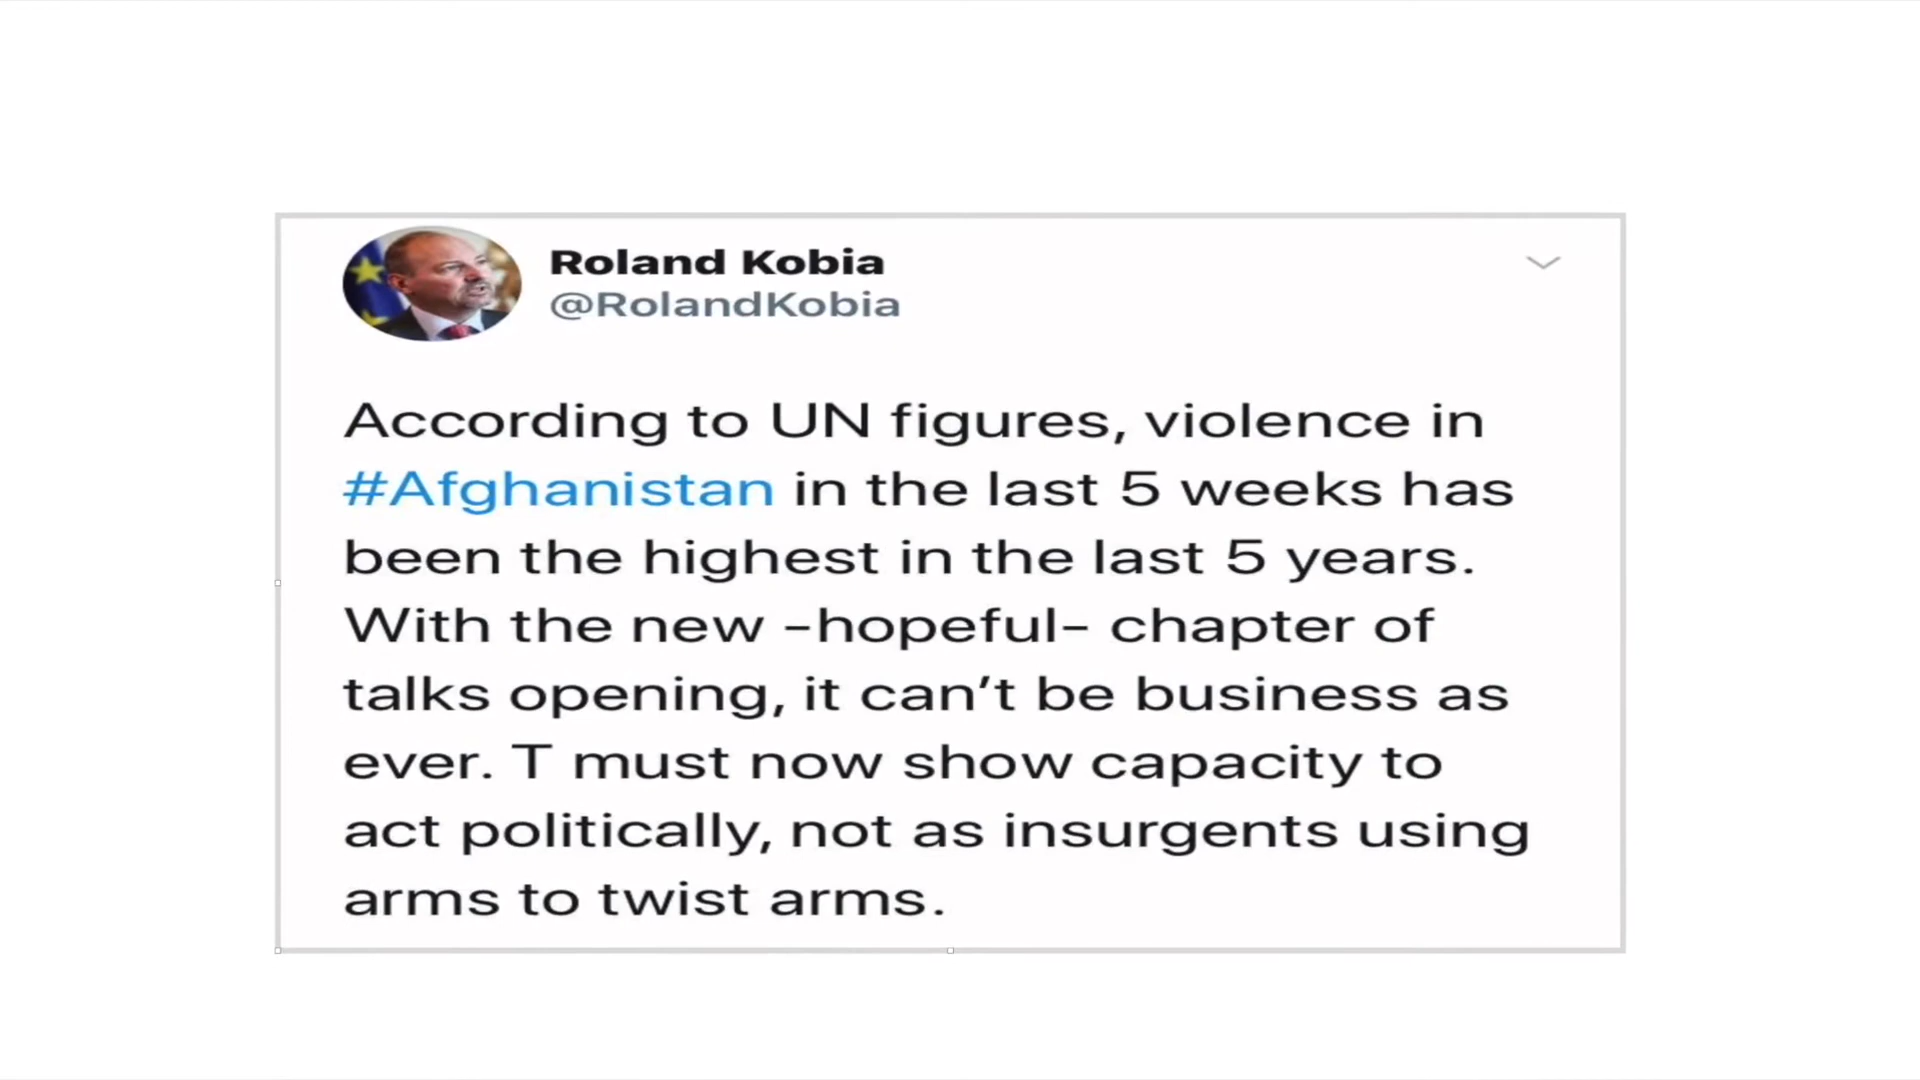 Roland Kobia
@RolandKobia
According to UN figures, violence in
#Afghanistan in the last 5 weeks has
been the highest in the last 5 years.
With the new -hopeful- chapter of
talks opening, it can’t be business as
ever. T must now show capacity to
act politically, not as insurgents using
arms to twist arms.